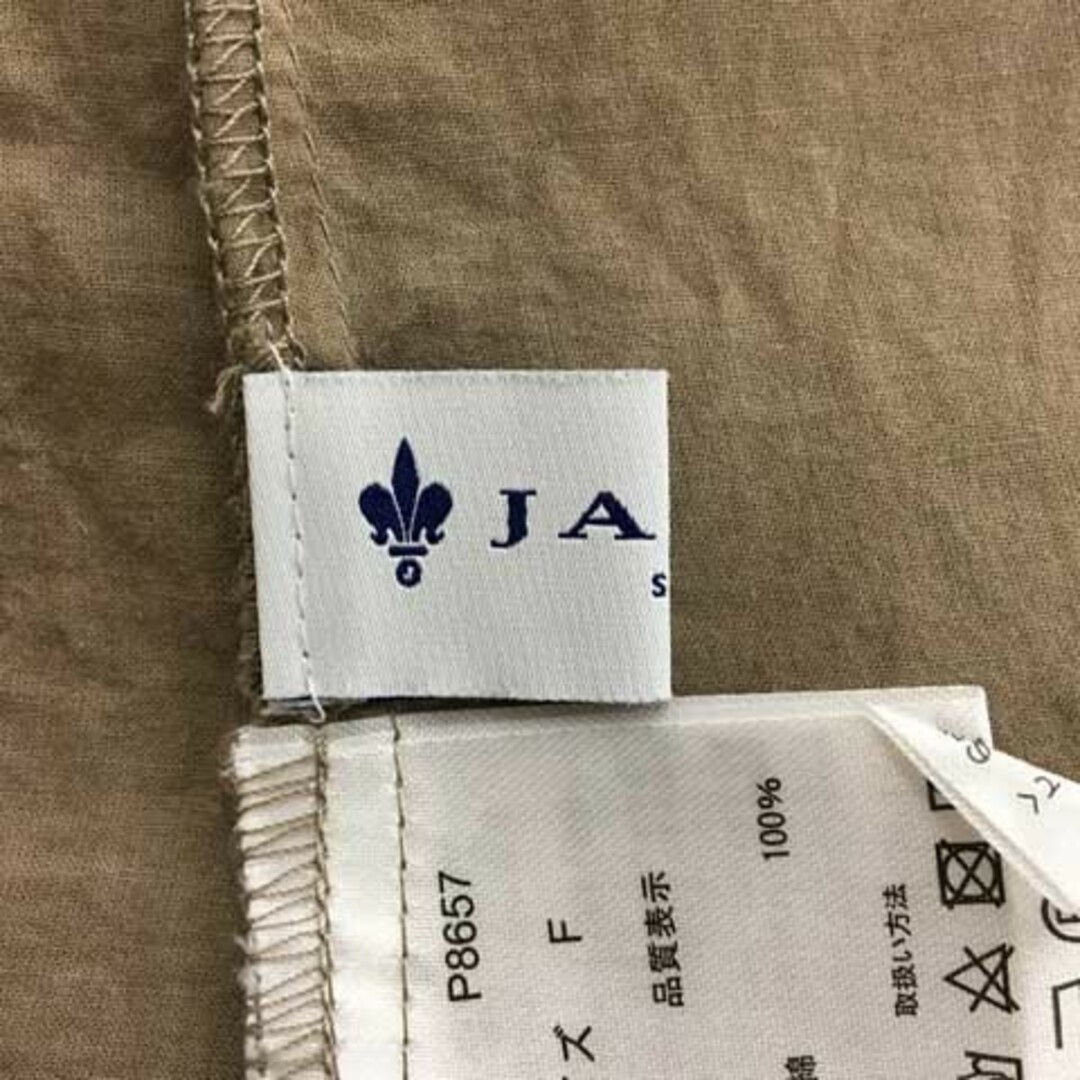 JA
S
P8657
ズ F
品質表示
綿 100%
取扱い方法